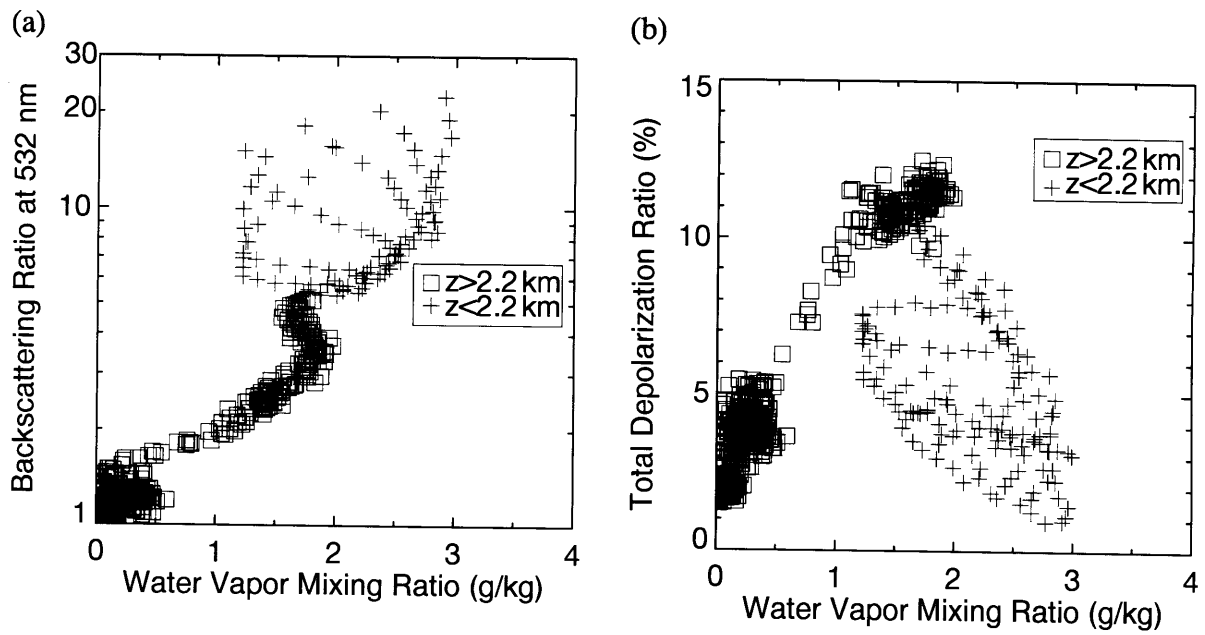 (a)
30
20
10
1
Backscattering Ratio at 532 nm
z>2.2 km
z<2.2 km
0 1 2 3 4
Water Vapor Mixing Ratio (g/kg)
(b)
15
10
5
0
Total Depolarization Ratio (%)
z>2.2 km
z<2.2 km
0 1 2 3 4
Water Vapor Mixing Ratio (g/kg)